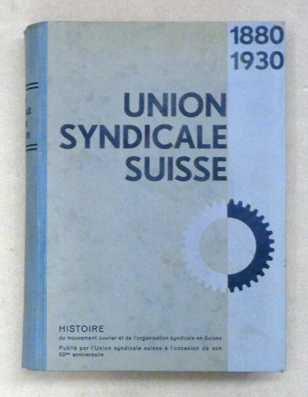 1880
1930
UNION
SYNDICALE
SUISSE
HISTOIRE
du mouvement ouvrier et de l'organisation syndicale en Suisse
Publié par l'Union syndicale suisse à l'occasion de son
50me anniversaire